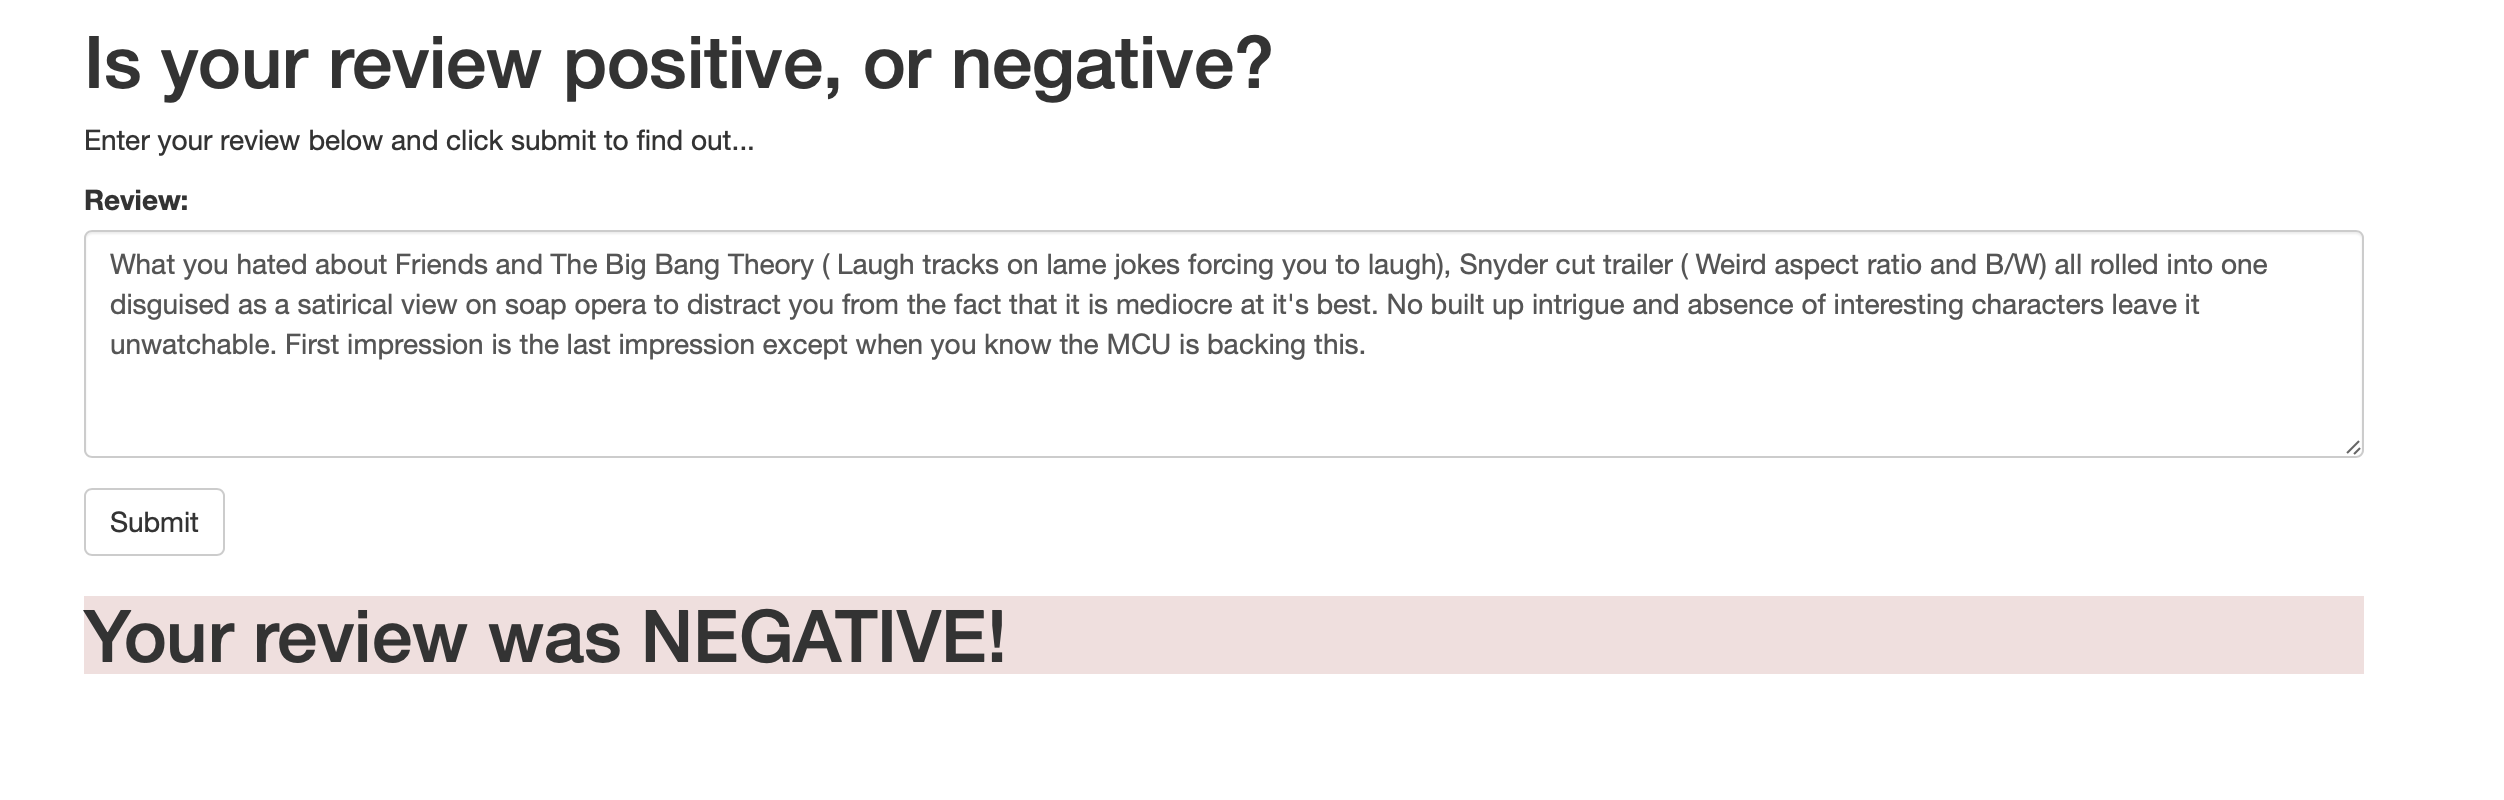 Is your review positive, or negative?
Enter your review below and click submit to find out...
Review:
What you hated about Friends and The Big Bang Theory ( Laugh tracks on lame jokes forcing you to laugh), Snyder cut trailer ( Weird aspect ratio and B/W) all rolled into one
disguised as a satirical view on soap opera to distract you from the fact that it is mediocre at it's best. No built up intrigue and absence of interesting characters leave it
unwatchable. First impression is the last impression except when you know the MCU is backing this.
Submit
Your review was NEGATIVE!